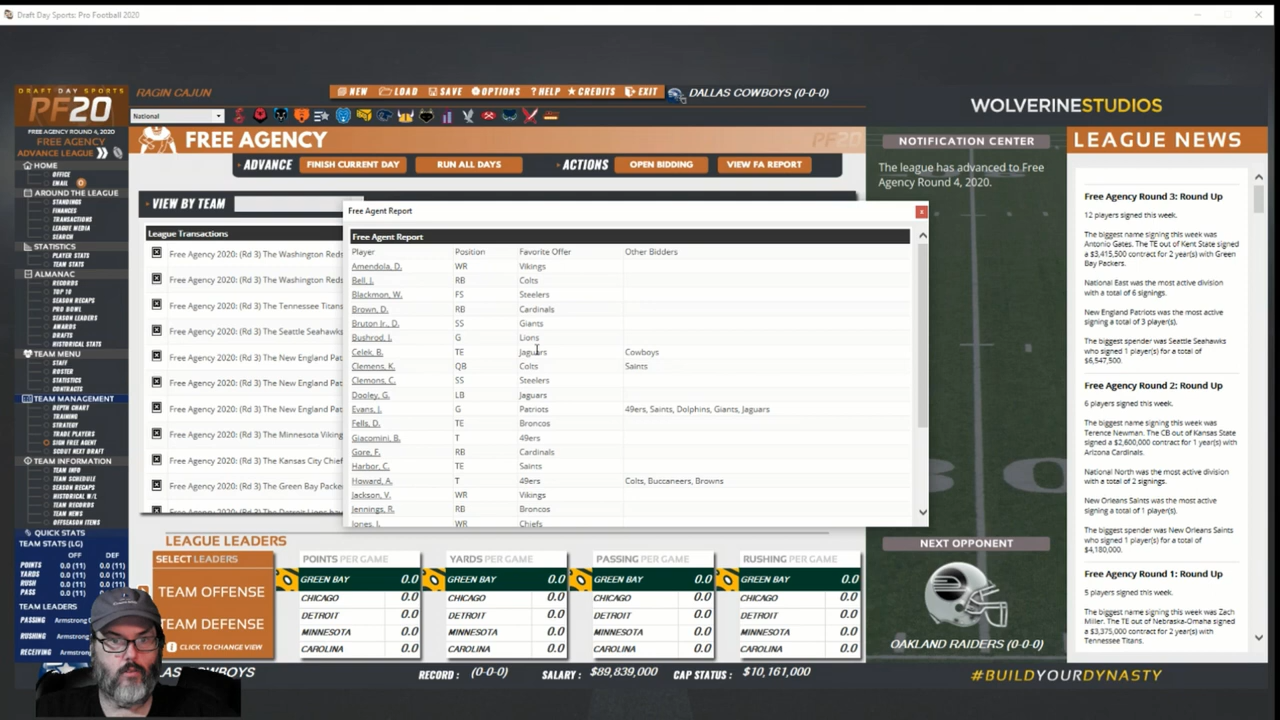 Draft Day Sports: Pro Football 2020
DRAFT DAY SPORTS
PF20
FREE AGENCY ROUND 4, 2020
FREE AGENCY
ADVANCE LEAGUE
RAGIN CAJUN
NEW LOAD SAVE OPTIONS HELP CREDITS EXIT
DALLAS COWBOYS (0-0-0)
WOLVERINESTUDIOS
National
FREE AGENCY
PF20
ADVANCE FINISH CURRENT DAY RUN ALL DAYS ACTIONS OPEN BIDDING VIEW FA REPORT
HOME
OFFICE
EMAIL 0
AROUND THE LEAGUE
STANDINGS
FINANCES
TRANSACTIONS
LEAGUE MEDIA
SEARCH
STATISTICS
PLAYER STATS
TEAM STATS
ALMANAC
RECORDS
TOP 10
SEASON RECAPS
PRO BOWL
SEASON LEADERS
AWARDS
DRAFTS
HISTORICAL STATS
TEAM MENU
STAFF
ROSTER
STATISTICS
CONTRACTS
TEAM MANAGEMENT
DEPTH CHART
TRAINING
STRATEGY
TRADE PLAYERS
SIGN FREE AGENT
SCOUT NEXT DRAFT
TEAM INFORMATION
TEAM INFO
TEAM SCHEDULE
SEASON RECAPS
HISTORICAL W/L
TEAM RECORDS
TEAM NEWS
OFFSEASON ITEMS
QUICK STATS
TEAM STATS (LG)
OFF DEF
POINTS 0.0 (11) 0.0 (11)
YARDS 0.0 (11) 0.0 (11)
RUSH 0.0 (11) 0.0 (11)
PASS 0.0 (11) 0.0 (11)
TEAM LEADERS
PASSING Armstrong
RUSHING Armstro
RECEIVING Armst
VIEW BY TEAM
League Transactions
Free Agency 2020: (Rd 3) The Washington Reds
Free Agency 2020: (Rd 3) The Washington Reds
Free Agency 2020: (Rd 3) The Tennessee Titans
Free Agency 2020: (Rd 3) The Seattle Seahawks
Free Agency 2020: (Rd 3) The New England Pat
Free Agency 2020: (Rd 3) The New England Pat
Free Agency 2020: (Rd 3) The New England Pat
Free Agency 2020: (Rd 3) The Minnesota Viking
Free Agency 2020: (Rd 3) The Kansas City Chief
Free Agency 2020: (Rd 3) The Green Bay Packe
Free Agency 2020: (Rd 3) The Detroit Lions
Free Agent Report
Free Agent Report
Player Position Favorite Offer Other Bidders
Amendola, D. WR Vikings
Bell, J. RB Colts
Blackmon, W. FS Steelers
Brown, D. RB Cardinals
Bruton Jr., D. SS Giants
Bushrod, J. G Lions
Celek, B. TE Jaguars Cowboys
Clemens, K. QB Colts Saints
Clemons, C. SS Steelers
Dooley, G. LB Jaguars
Evans, J. G Patriots 49ers, Saints, Dolphins, Giants, Jaguars
Fells, D. TE Broncos
Giacomini, B. T 49ers
Gore, F. RB Cardinals
Harbor, C. TE Saints
Howard, A. T 49ers Colts, Buccaneers, Browns
Jackson, V. WR Vikings
Jennings, R. RB Broncos
Jones, J. WR Chiefs
LEAGUE LEADERS
SELECT LEADERS
TEAM OFFENSE
TEAM DEFENSE
CLICK TO CHANGE VIEW
POINTS PER GAME YARDS PER GAME PASSING PER GAME RUSHING PER GAME
GREEN BAY 0.0 GREEN BAY 0.0 GREEN BAY 0.0 GREEN BAY 0.0
CHICAGO 0.0 CHICAGO 0.0 CHICAGO 0.0 CHICAGO 0.0
DETROIT 0.0 DETROIT 0.0 DETROIT 0.0 DETROIT 0.0
MINNESOTA 0.0 MINNESOTA 0.0 MINNESOTA 0.0 MINNESOTA 0.0
CAROLINA 0.0 CAROLINA 0.0 CAROLINA 0.0 CAROLINA 0.0
NOTIFICATION CENTER
The league has advanced to Free
Agency Round 4, 2020.
NEXT OPPONENT
OAKLAND RAIDERS (0-0-0)
LEAGUE NEWS
Free Agency Round 3: Round Up
12 players signed this week.
The biggest name signing this week was
Antonio Gates. The TE out of Kent State
signed a $3,415,500 contract for 2 year(s) with Green
Bay Packers.
National East was the most active division
with a total of 6 signings.
New England Patriots was the most active
signing a total of 3 player(s).
The biggest spender was Seattle Seahawks
who signed 1 player(s) for a total of
$6,547,500.
Free Agency Round 2: Round Up
6 players signed this week.
The biggest name signing this week was
Terence Newman. The CB out of Kansas State
signed a $2,600,000 contract for 1 year(s) with
Arizona Cardinals.
National North was the most active division
with a total of 2 signings.
New Orleans Saints was the most active
signing a total of 1 player(s).
The biggest spender was New Orleans Saints
who signed 1 player(s) for a total of
$4,180,000.
Free Agency Round 1: Round Up
5 players signed this week.
The biggest name signing this week was Zach
Miller. The TE out of Nebraska-Omaha signed
a $3,375,000 contract for 2 year(s) with
Tennessee Titans.
COWBOYS RECORD : (0-0-0) SALARY: $89,839,000 CAP STATUS : $10,161,000
#BUILDYOURDYNASTY